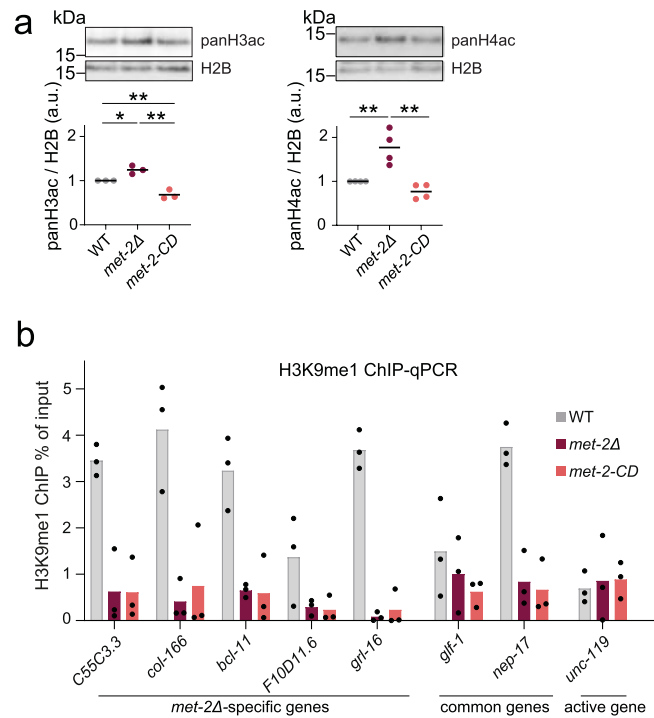 a
kDa
panH3ac
15
15
H2B
kDa
panH4ac
15
15
H2B
panH3ac / H2B (a.u.)
**
* **
2
1
0
WT
met-2Δ
met-2-CD
panH4ac / H2B (a.u.)
** **
2
1
0
WT
met-2Δ
met-2-CD
b
H3K9me1 ChIP-qPCR
H3K9me1 ChIP % of input
5
4
3
2
1
0
WT
met-2Δ
met-2-CD
C55C3.3
col-166
bcl-11
F10D11.6
grl-16
glf-1
nep-17
unc-119
met-2Δ-specific genes
common genes
active gene